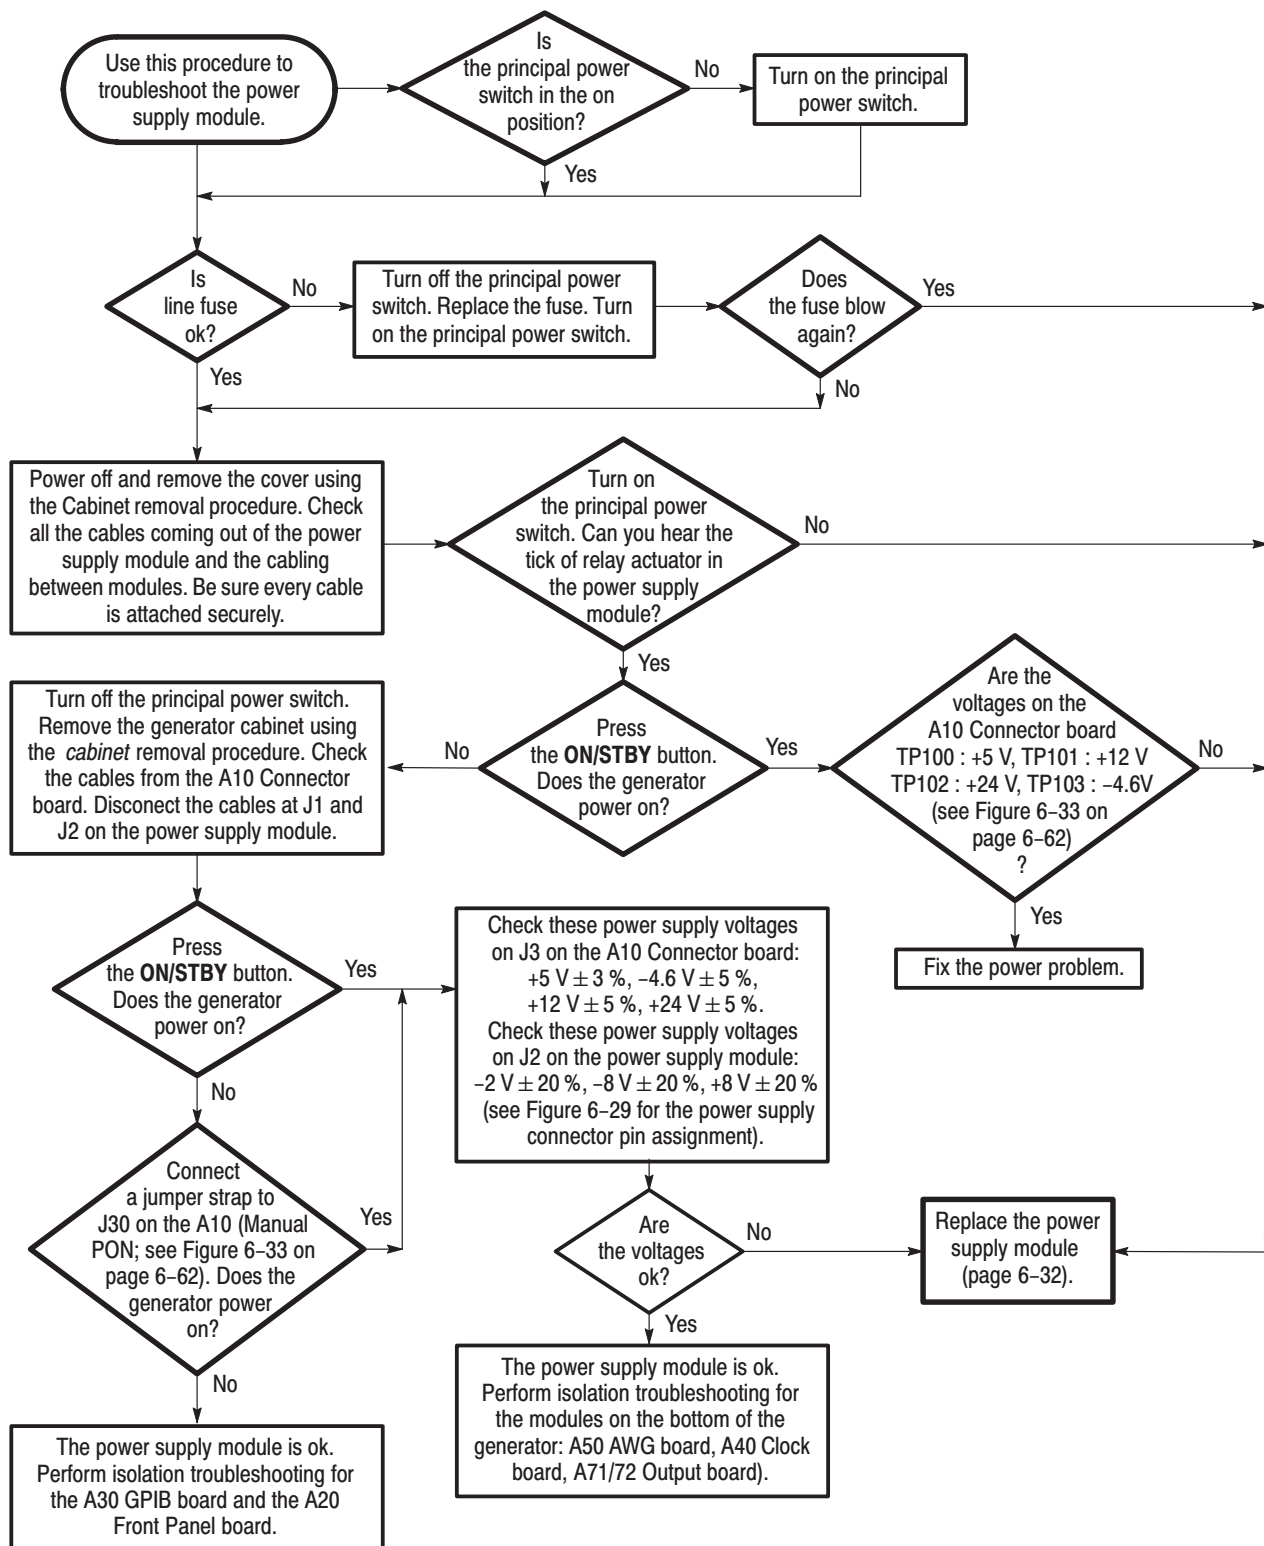 Use this procedure to
troubleshoot the power
supply module.
Is
the principal power
switch in the on
position?
No
Turn on the principal
power switch.
Yes
Is
line fuse
ok?
No
Turn off the principal power
switch. Replace the fuse. Turn
on the principal power switch.
Does
the fuse blow
again?
Yes
Yes
No
Power off and remove the cover using
the Cabinet removal procedure. Check
all the cables coming out of the power
supply module and the cabling
between modules. Be sure every cable
is attached securely.
Turn on
the principal power
switch. Can you hear the
tick of relay actuator in
the power supply
module?
No
Yes
Turn off the principal power switch.
Remove the generator cabinet using
the cabinet removal procedure. Check
the cables from the A10 Connector
board. Disconect the cables at J1 and
J2 on the power supply module.
No
Press
the ON/STBY button.
Does the generator
power on?
Yes
Are the
voltages on the
A10 Connector board
TP100 : +5 V, TP101 : +12 V
TP102 : +24 V, TP103 : −4.6V
(see Figure 6−33 on
page 6−62)
?
No
Yes
Fix the power problem.
Press
the ON/STBY button.
Does the generator
power on?
Yes
No
Check these power supply voltages
on J3 on the A10 Connector board:
+5 V ± 3 %, −4.6 V ± 5 %,
+12 V ± 5 %, +24 V ± 5 %.
Check these power supply voltages
on J2 on the power supply module:
−2 V ± 20 %, −8 V ± 20 %, +8 V ± 20 %
(see Figure 6−29 for the power supply
connector pin assignment).
Connect
a jumper strap to
J30 on the A10 (Manual
PON; see Figure 6−33 on
page 6−62). Does the
generator power
on?
Yes
No
Are
the voltages
ok?
No
Replace the power
supply module
(page 6−32).
Yes
The power supply module is ok.
Perform isolation troubleshooting for
the modules on the bottom of the
generator: A50 AWG board, A40 Clock
board, A71/72 Output board).
The power supply module is ok.
Perform isolation troubleshooting for
the A30 GPIB board and the A20
Front Panel board.